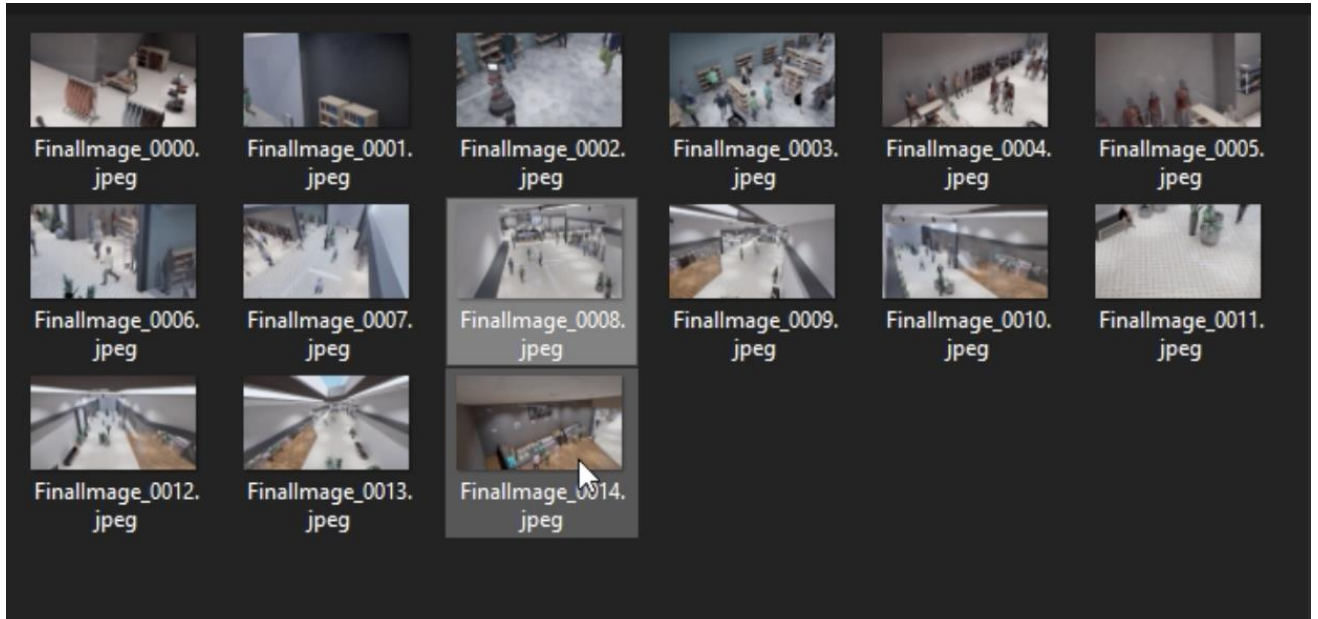 FinalImage_0000.
jpeg
FinalImage_0001.
jpeg
FinalImage_0002.
jpeg
FinalImage_0003.
jpeg
FinalImage_0004.
jpeg
FinalImage_0005.
jpeg
FinalImage_0006.
jpeg
FinalImage_0007.
jpeg
FinalImage_0008.
jpeg
FinalImage_0009.
jpeg
FinalImage_0010.
jpeg
FinalImage_0011.
jpeg
FinalImage_0012.
jpeg
FinalImage_0013.
jpeg
FinalImage_0014.
jpeg